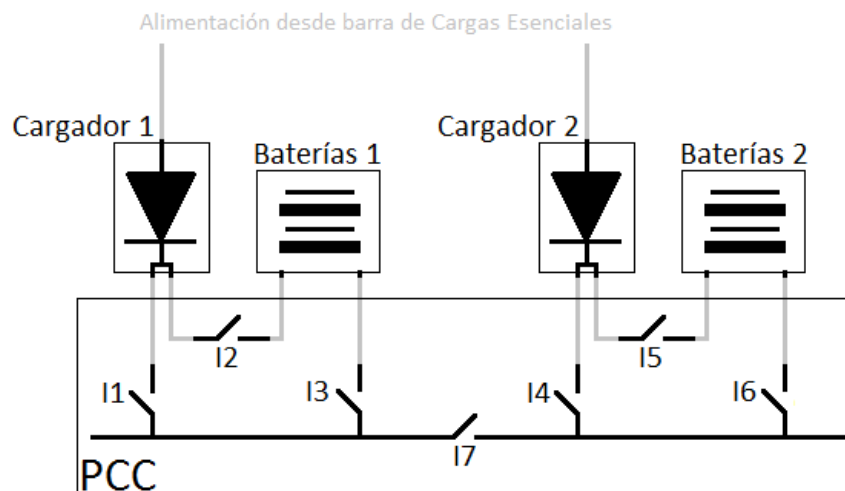 Alimentación desde barra de Cargas Esenciales
Cargador 1
Baterías 1
Cargador 2
Baterías 2
I2
I5
I1
I3
I4
I6
I7
PCC